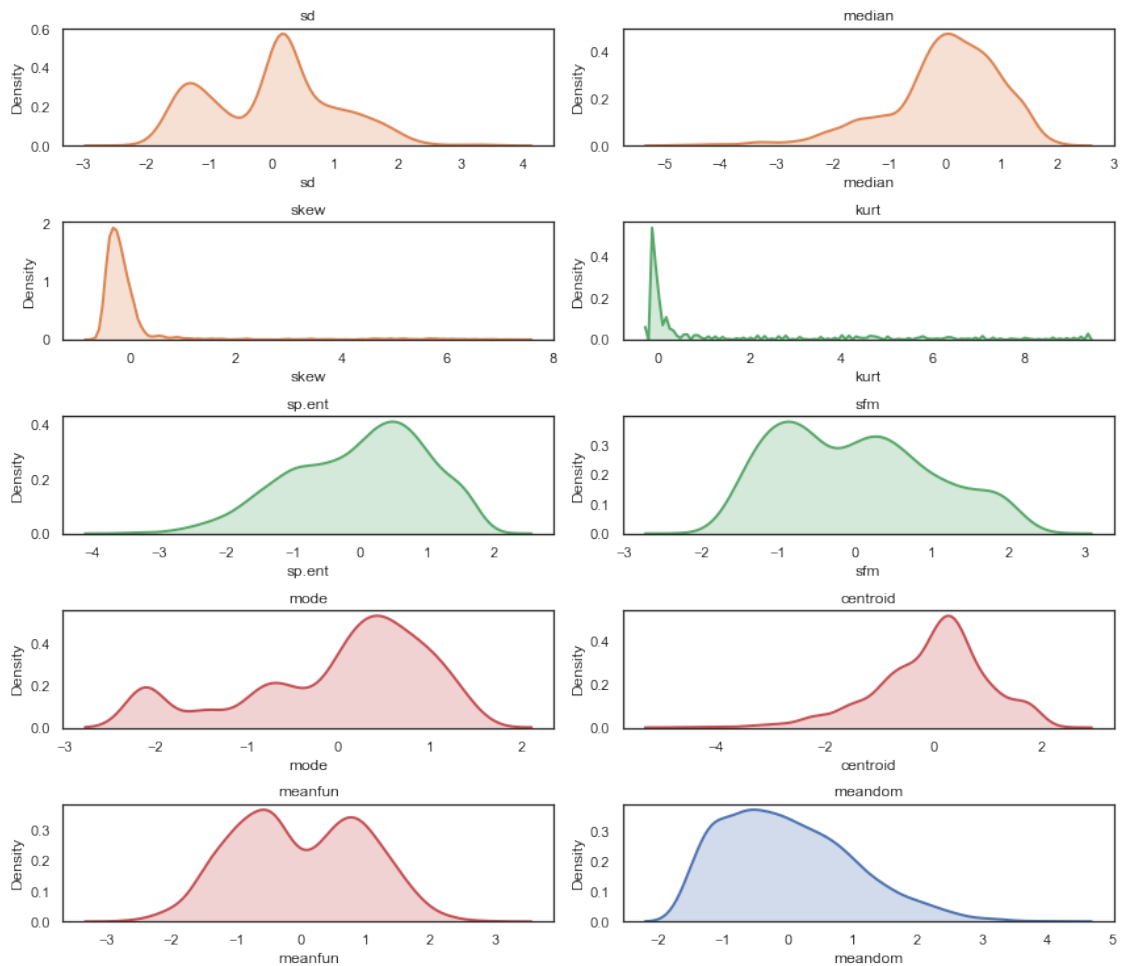 sd
median
Density
0.6
0.4
0.2
0.0
−3 −2 −1 0 1 2 3 4
sd
Density
0.4
0.2
0.0
−5 −4 −3 −2 −1 0 1 2 3
median
skew
kurt
Density
2
1
0
0 2 4 6 8
skew
Density
0.4
0.2
0.0
0 2 4 6 8
kurt
sp.ent
sfm
Density
0.4
0.2
0.0
−4 −3 −2 −1 0 1 2
sp.ent
Density
0.3
0.2
0.1
0.0
−3 −2 −1 0 1 2 3
sfm
mode
centroid
Density
0.4
0.2
0.0
−3 −2 −1 0 1 2
mode
Density
0.4
0.2
0.0
−4 −2 0 2
centroid
meanfun
meandom
Density
0.3
0.2
0.1
0.0
−3 −2 −1 0 1 2 3
meanfun
Density
0.3
0.2
0.1
0.0
−2 −1 0 1 2 3 4 5
meandom